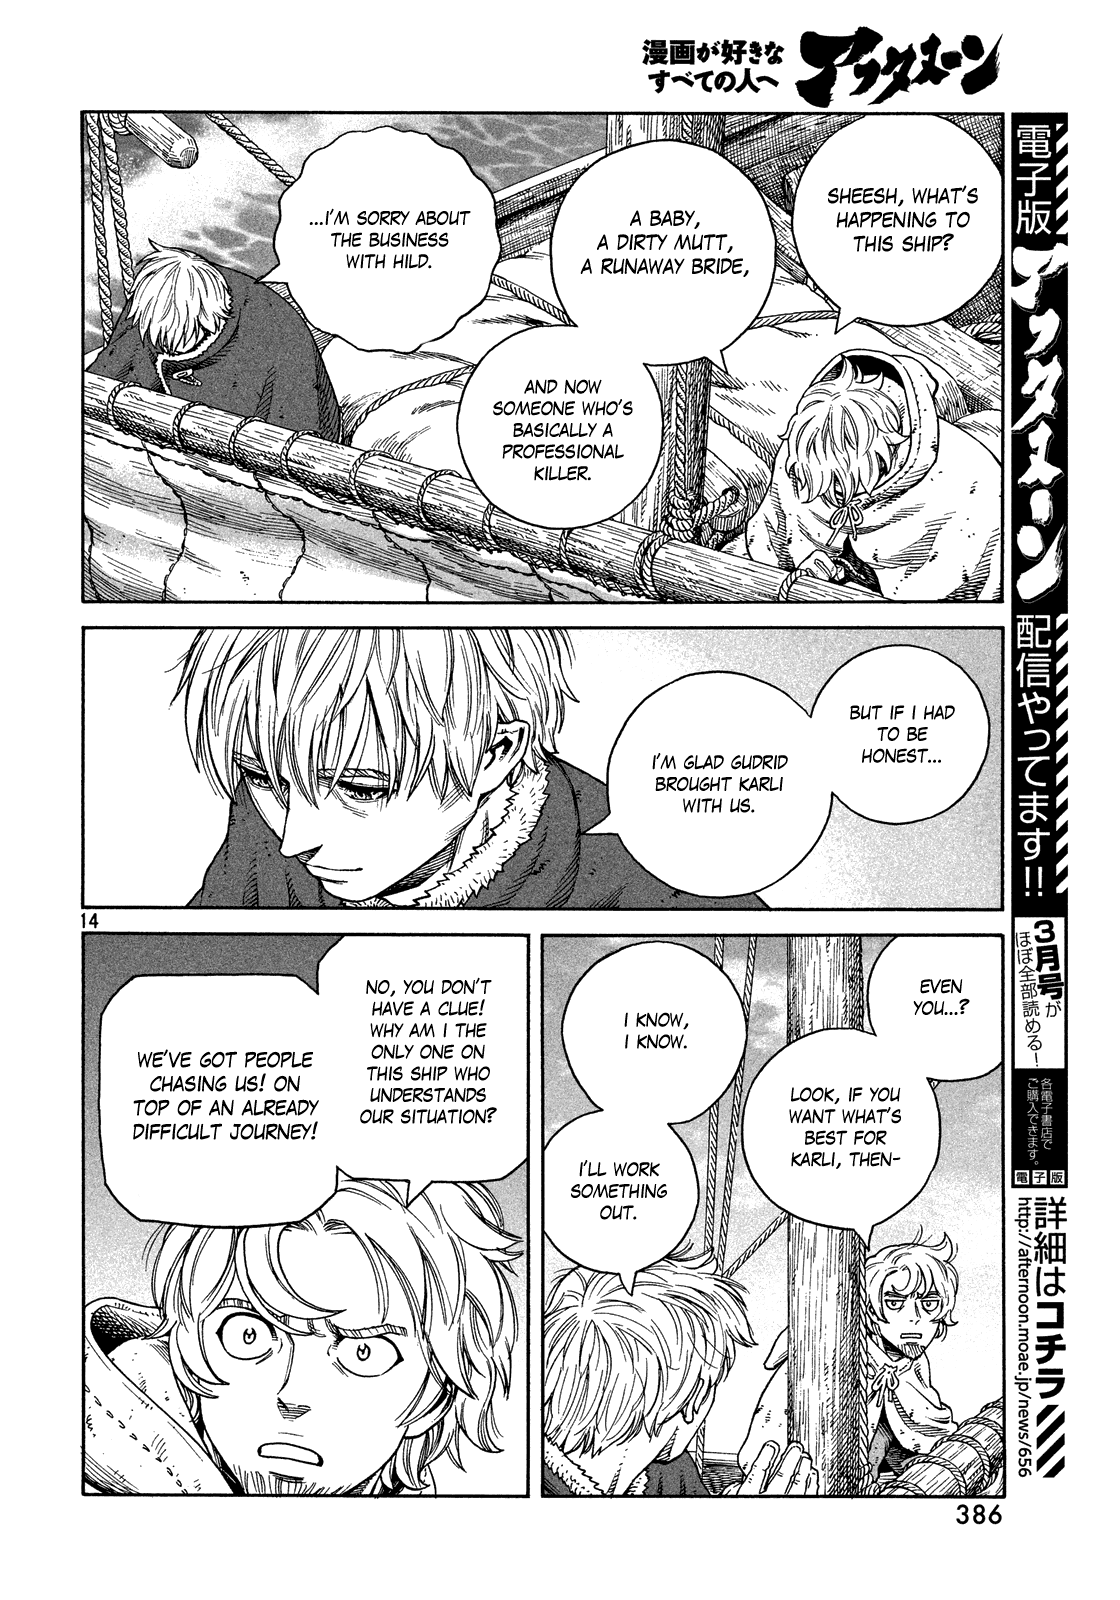 漫画が好きな
すべての人へ
アフタヌーン
SHEESH, WHAT'S
HAPPENING TO
THIS SHIP?
A BABY,
A DIRTY MUTT,
A RUNAWAY BRIDE,
AND NOW
SOMEONE WHO'S
BASICALLY A
PROFESSIONAL
KILLER.
...I'M SORRY ABOUT
THE BUSINESS
WITH HILD.
BUT IF I HAD
TO BE
HONEST...
I'M GLAD GUDRID
BROUGHT KARLI
WITH US.
14
EVEN
YOU...?
LOOK, IF YOU
WANT WHAT'S
BEST FOR
KARLI, THEN-
I KNOW,
I KNOW.
I'LL WORK
SOMETHING
OUT.
NO, YOU DON'T
HAVE A CLUE!
WHY AM I THE
ONLY ONE ON
THIS SHIP WHO
UNDERSTANDS
OUR SITUATION?
WE'VE GOT PEOPLE
CHASING US! ON
TOP OF AN ALREADY
DIFFICULT JOURNEY!
電子版
アフタヌーン
配信やってます!!
3月号が
ほぼ全部読める!
各電子書店で
ご購入できます。
電子版
詳細はコチラ
http://afternoon.moae.jp/news/656
386